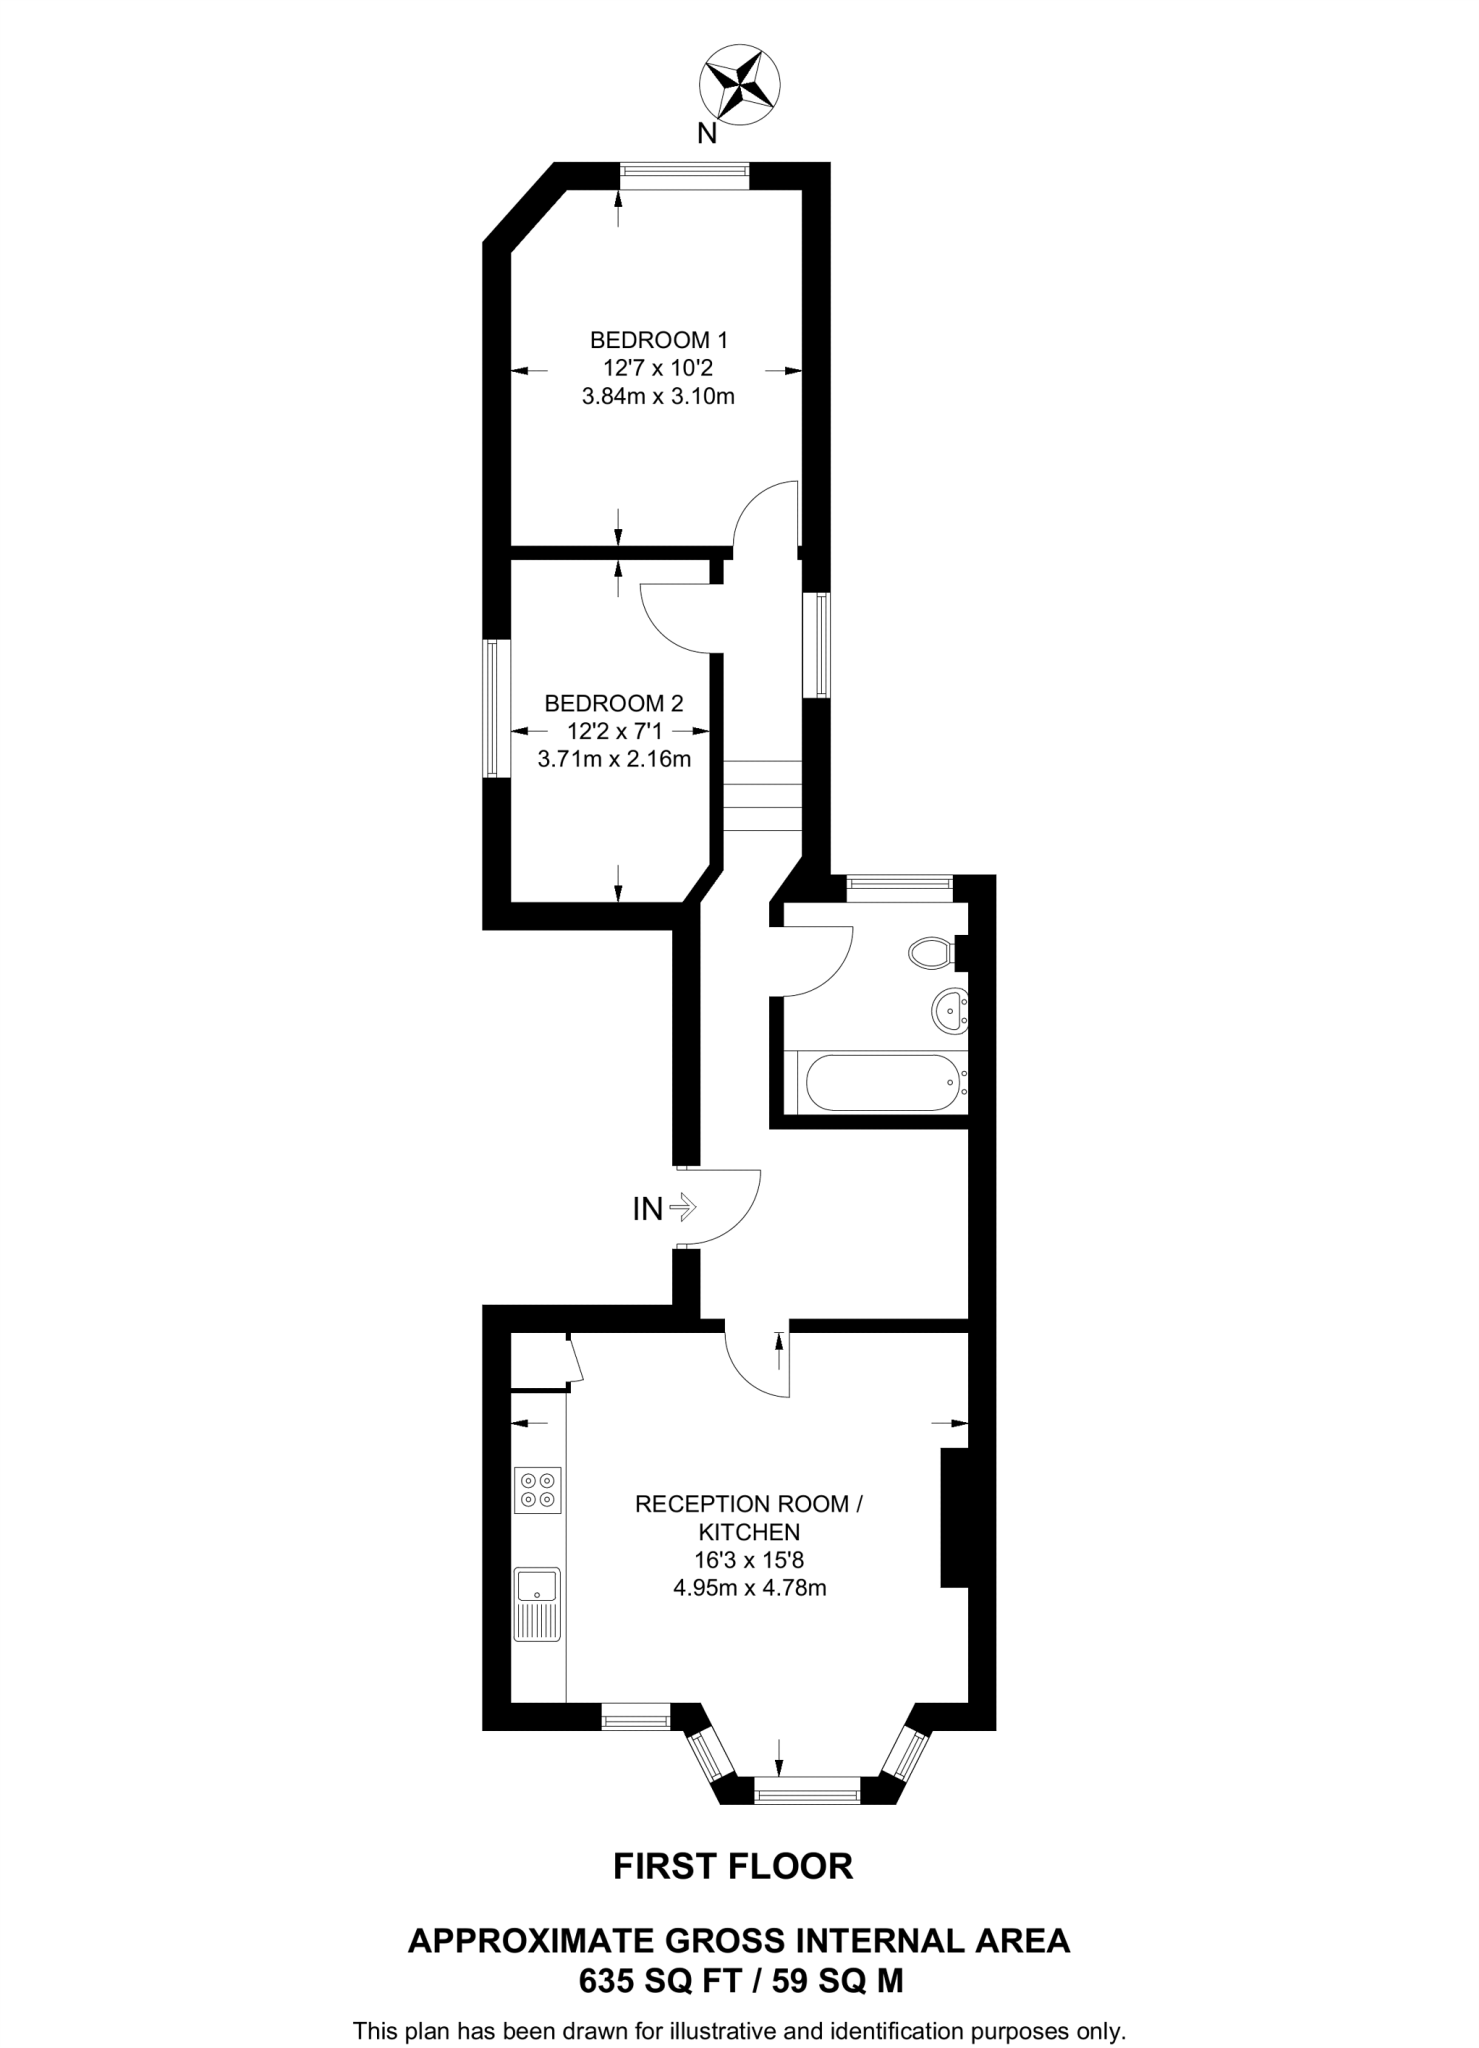 N
BEDROOM 1
12'7 x 10'2
3.84m x 3.10m
BEDROOM 2
12'2 x 7'1
3.71m x 2.16m
IN
RECEPTION ROOM /
KITCHEN
16'3 x 15'8
4.95m x 4.78m
FIRST FLOOR
APPROXIMATE GROSS INTERNAL AREA
635 SQ FT / 59 SQ M
This plan has been drawn for illustrative and identification purposes only.